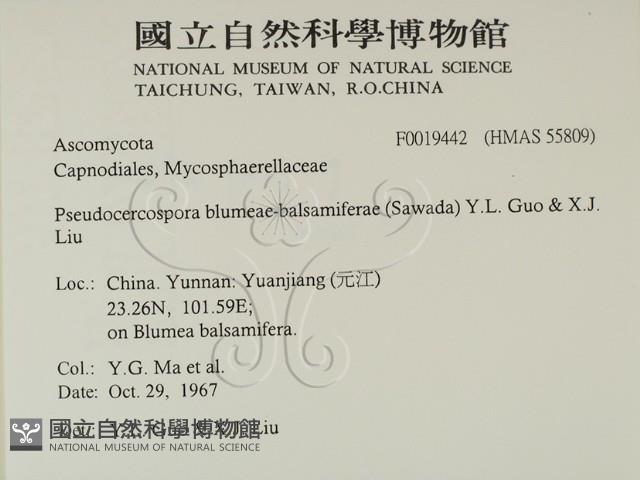 國立自然科學博物館
NATIONAL MUSEUM OF NATURAL SCIENCE
TAICHUNG, TAIWAN, R.O.CHINA
Ascomycota F0019442 (HMAS 55809)
Capnodiales, Mycosphaerellaceae
Pseudocercospora blumeae-balsamiferae (Sawada) Y.L. Guo & X.J.
Liu
Loc.: China. Yunnan: Yuanjiang (元江)
23.26N, 101.59E;
on Blumea balsamifera.
Col.: Y.G. Ma et al.
Date: Oct. 29, 1967
Liu
國立自然科學博物館
NATIONAL MUSEUM OF NATURAL SCIENCE